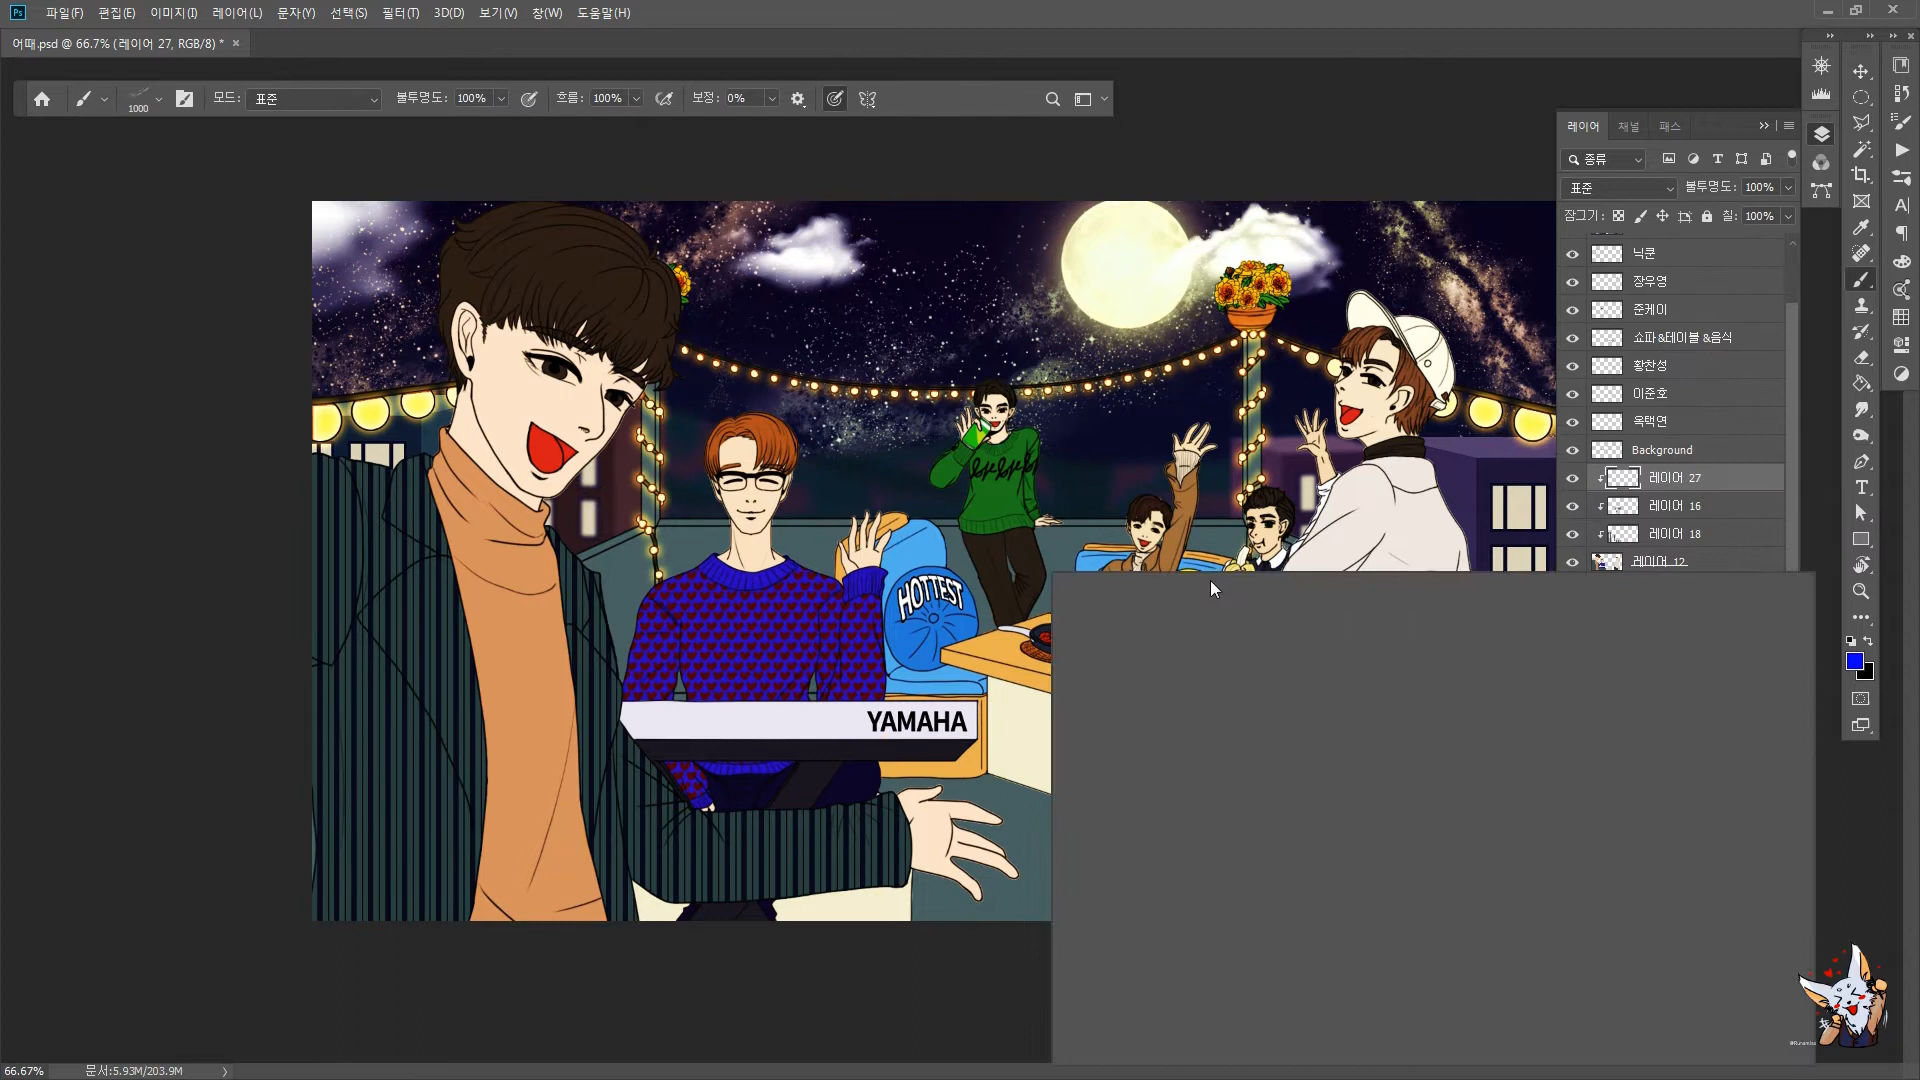 Ps 파일(F) 편집(E) 이미지(I) 레이어(L) 문자(Y) 선택(S) 필터(T) 3D(D) 보기(V) 창(W) 도움말(H)
어때.psd @ 66.7% (레이어 27, RGB/8) *
1000 모드: 표준 불투명도: 100% 흐름: 100% 보정: 0%
레이어 채널 패스
종류
표준 불투명도: 100%
잠그기: 칠: 100%
닉쿤
장우영
준케이
쇼파&테이블&음식
황찬성
이준호
옥택연
Background
레이어 27
레이어 16
레이어 18
레이어 12
HOTTEST
YAMAHA
66.67% 문서:5.93M/203.9M